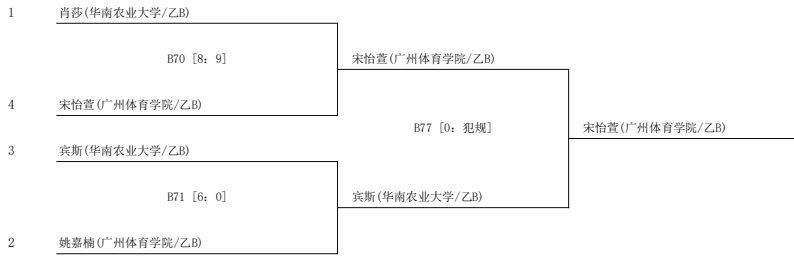 1 肖莎(华南农业大学/乙B)
B70 [8: 9]
宋怡萱(广州体育学院/乙B)
4 宋怡萱(广州体育学院/乙B)
B77 [0: 犯规]
宋怡萱(广州体育学院/乙B)
3 宾斯(华南农业大学/乙B)
B71 [6: 0]
宾斯(华南农业大学/乙B)
2 姚嘉楠(广州体育学院/乙B)